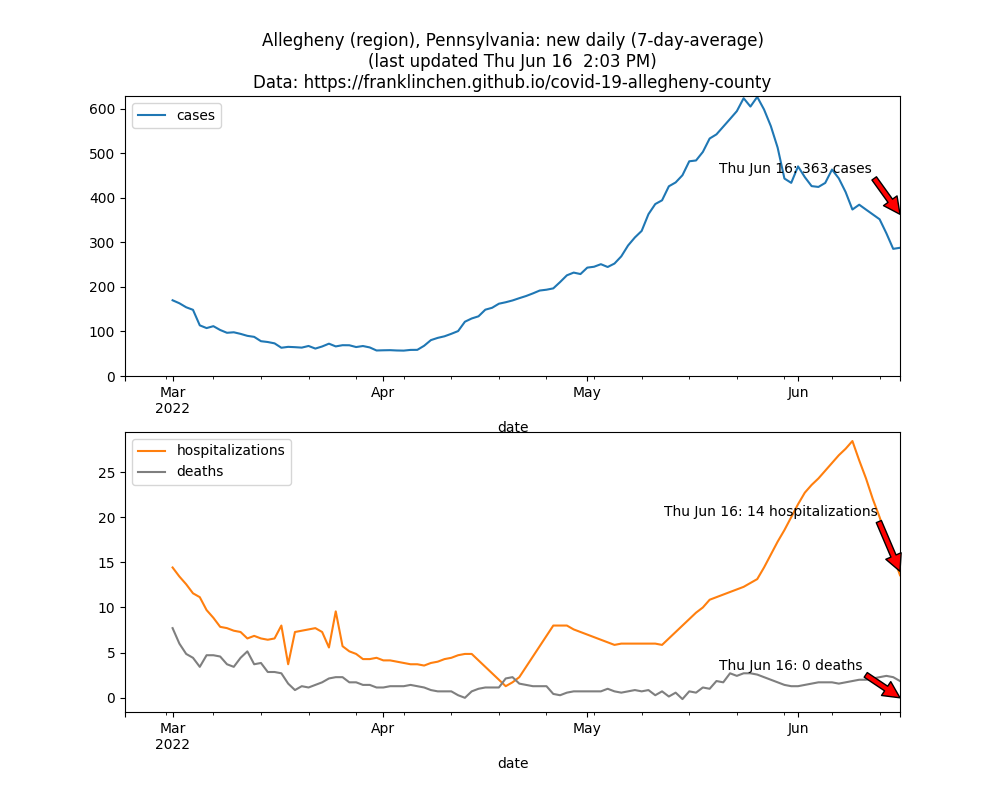 Allegheny (region), Pennsylvania: new daily (7-day-average)
(last updated Thu Jun 16  2:03 PM)
Data: https://franklinchen.github.io/covid-19-allegheny-county
600
500
400
300
200
100
0
cases
Thu Jun 16: 363 cases
Mar
2022
Apr
May
Jun
date
25
20
15
10
5
0
hospitalizations
deaths
Thu Jun 16: 14 hospitalizations
Thu Jun 16: 0 deaths
Mar
2022
Apr
May
Jun
date